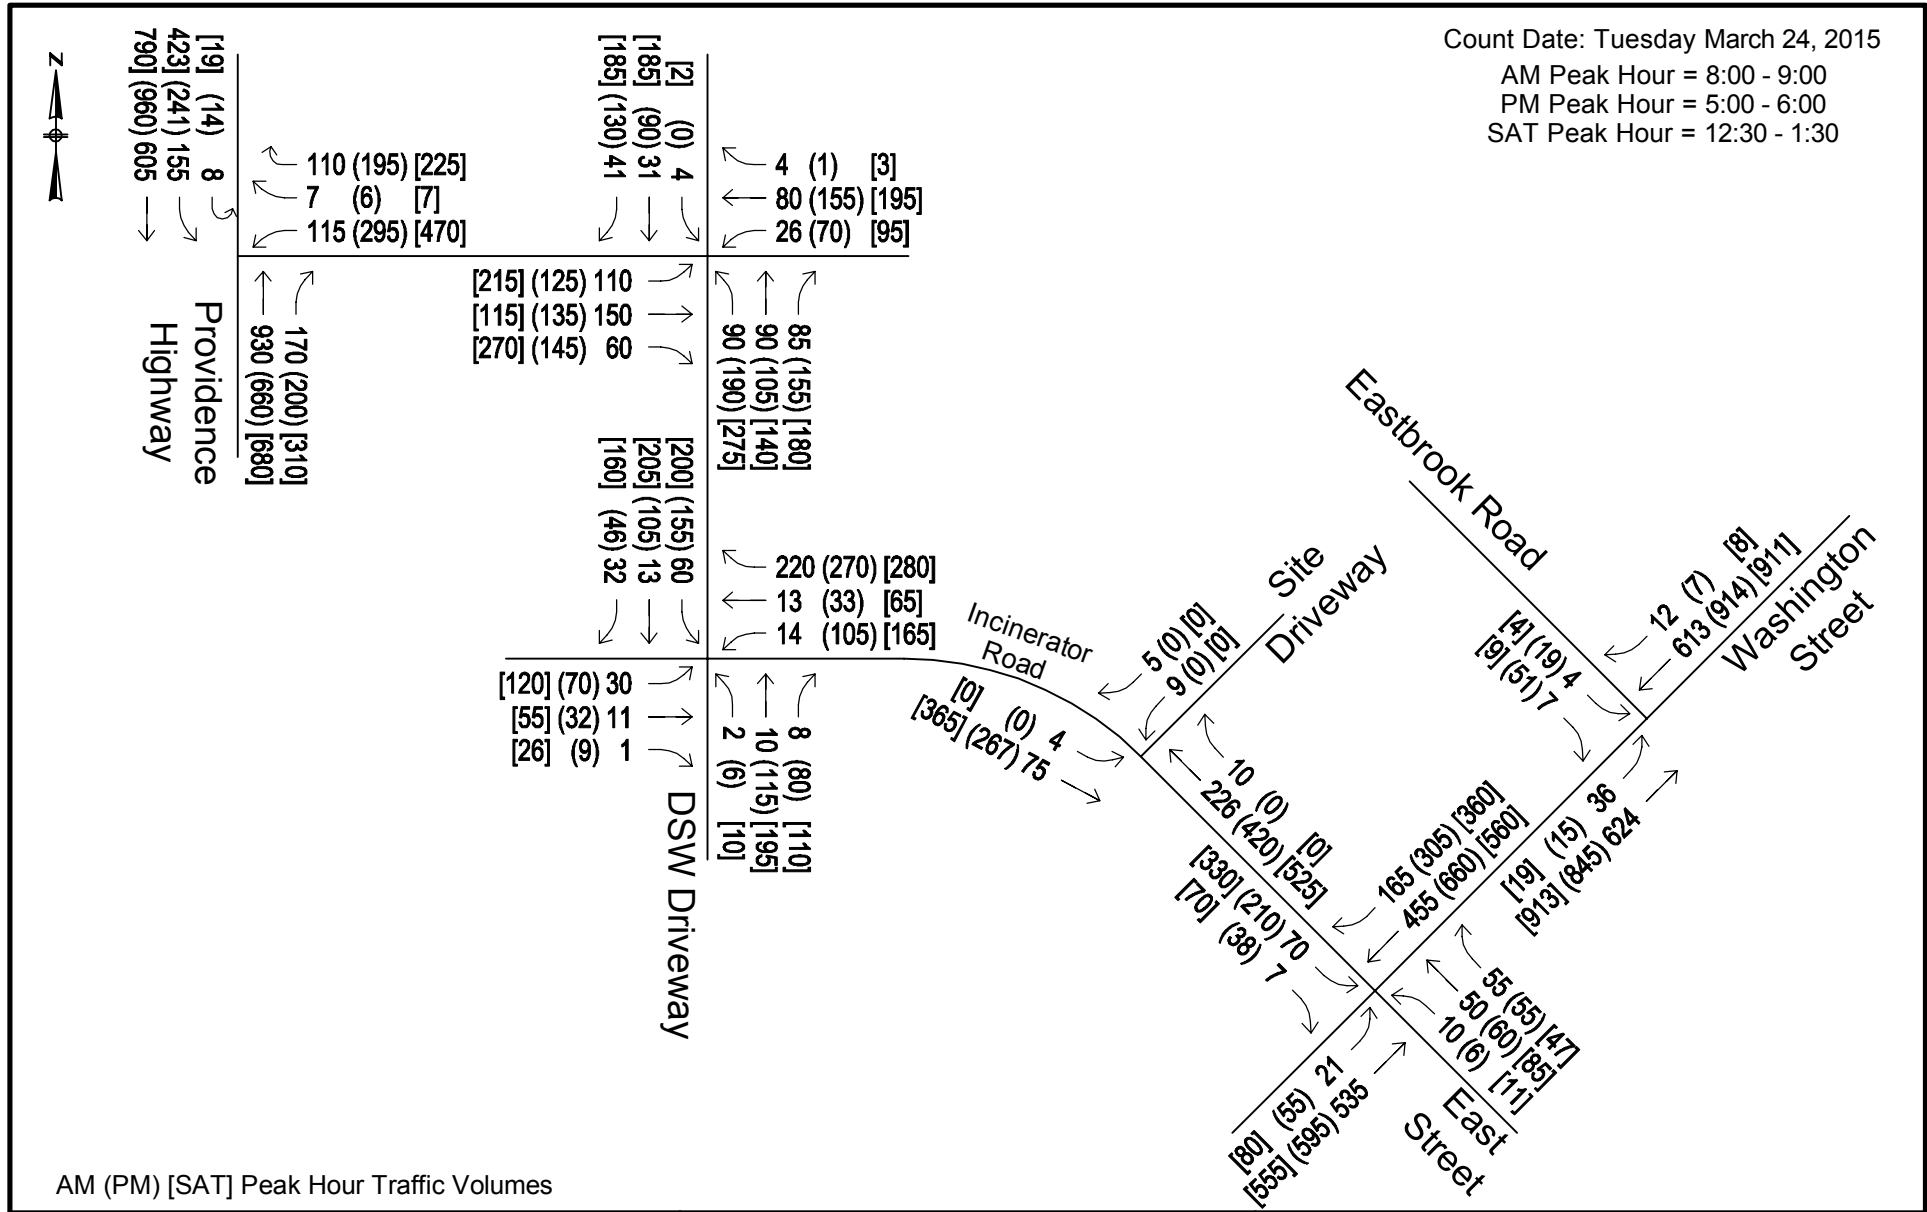 Count Date: Tuesday March 24, 2015
AM Peak Hour = 8:00 - 9:00
PM Peak Hour = 5:00 - 6:00
SAT Peak Hour = 12:30 - 1:30
Z
[19] (14) 8
423] (241) 155
790] (960) 605
110 (195) [225]
7 (6) [7]
115 (295) [470]
170 (200) [310]
930 (660) [680]
Providence
Highway
[2] (0) 4
[185] (90) 31
[185] (130) 41
4 (1) [3]
80 (155) [195]
26 (70) [95]
[215] (125) 110
[115] (135) 150
[270] (145) 60
85 (155) [180]
90 (105) [140]
90 (190) [275]
[200] (155) 60
[205] (105) 13
[160] (46) 32
220 (270) [280]
13 (33) [65]
14 (105) [165]
[120] (70) 30
[55] (32) 11
[26] (9) 1
8 (80) [110]
10 (115) [195]
2 (6) [10]
DSW Driveway
Incinerator
Road
Site
Driveway
5 (0) [0]
9 (0) [0]
[0] (0) 4
[365] (267) 75
10 (0) [0]
226 (420) [525]
Eastbrook Road
Washington
Street
12 (7) [8]
613 (914) [911]
[4] (19) 4
[9] (51) 7
[19] (15) 36
[913] (845) 624
165 (305) [360]
455 (660) [560]
[330] (210) 70
[70] (38) 7
55 (55) [47]
50 (60) [85]
10 (6) [11]
[80] (55) 21
[555] (595) 535
East
Street
AM (PM) [SAT] Peak Hour Traffic Volumes